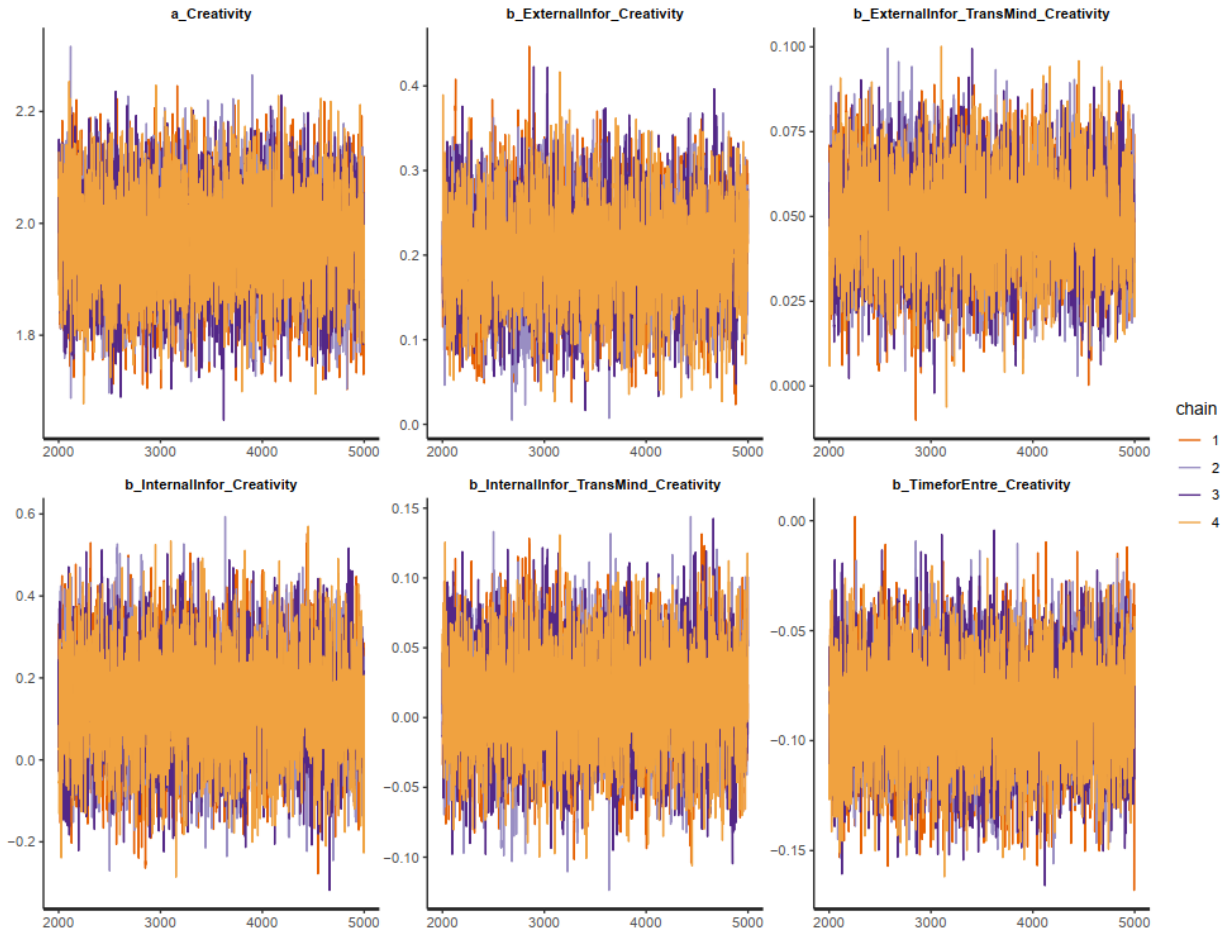 a_Creativity
2.2
2.0
1.8
2000 3000 4000 5000
b_ExternalInfor_Creativity
0.4
0.3
0.2
0.1
0.0
2000 3000 4000 5000
b_ExternalInfor_TransMind_Creativity
0.100
0.075
0.050
0.025
0.000
2000 3000 4000 5000
b_InternalInfor_Creativity
0.6
0.4
0.2
0.0
−0.2
2000 3000 4000 5000
b_InternalInfor_TransMind_Creativity
0.15
0.10
0.05
0.00
−0.05
−0.10
2000 3000 4000 5000
b_TimeforEntre_Creativity
0.00
−0.05
−0.10
−0.15
2000 3000 4000 5000
chain
1
2
3
4